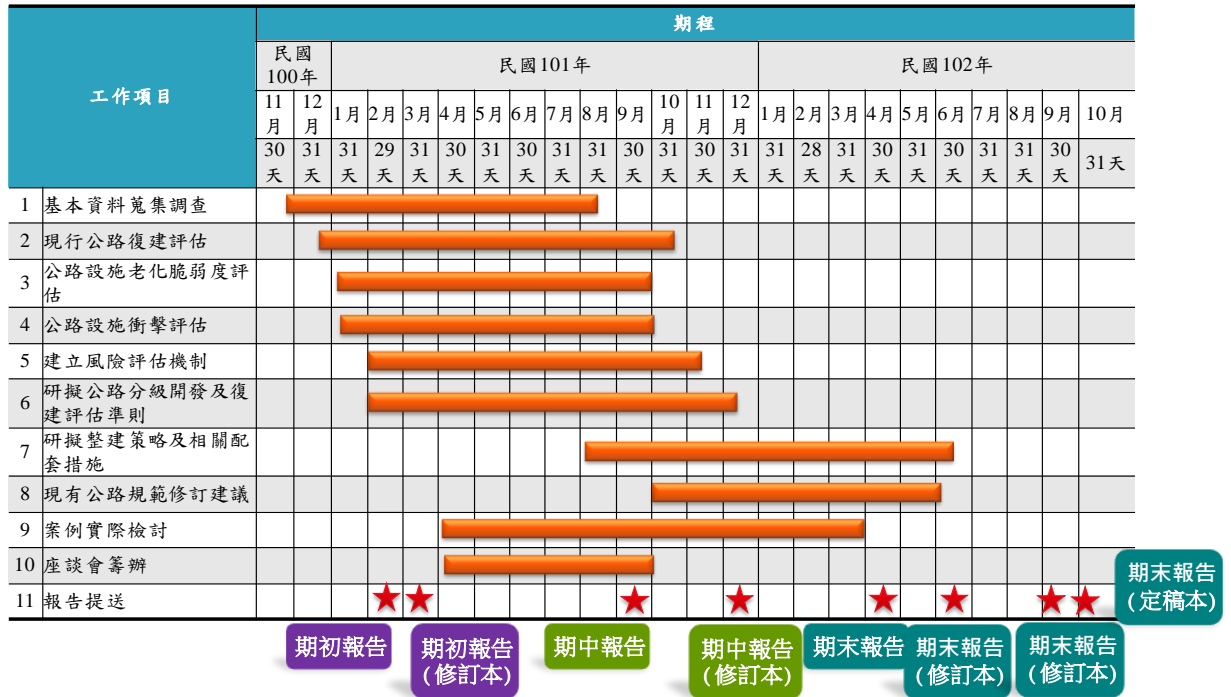 工作項目
期程
民國
100年
民國101年
民國102年
11
月
12
月
1月
2月
3月
4月
5月
6月
7月
8月
9月
10
月
11
月
12
月
1月
2月
3月
4月
5月
6月
7月
8月
9月
10月
30
天
31
天
31
天
29
天
31
天
30
天
31
天
30
天
31
天
31
天
30
天
31
天
30
天
31
天
31
天
28
天
31
天
30
天
31
天
30
天
31
天
31
天
30
天
31天
1 基本資料蒐集調查
2 現行公路復建評估
3 公路設施老化脆弱度評
估
4 公路設施衝擊評估
5 建立風險評估機制
6 研擬公路分級開發及復
建評估準則
7 研擬整建策略及相關配
套措施
8 現有公路規範修訂建議
9 案例實際檢討
10 座談會籌辦
11 報告提送
期初報告
期初報告
(修訂本)
期中報告
期中報告
(修訂本)
期末報告
期末報告
(修訂本)
期末報告
(修訂本)
期末報告
(定稿本)